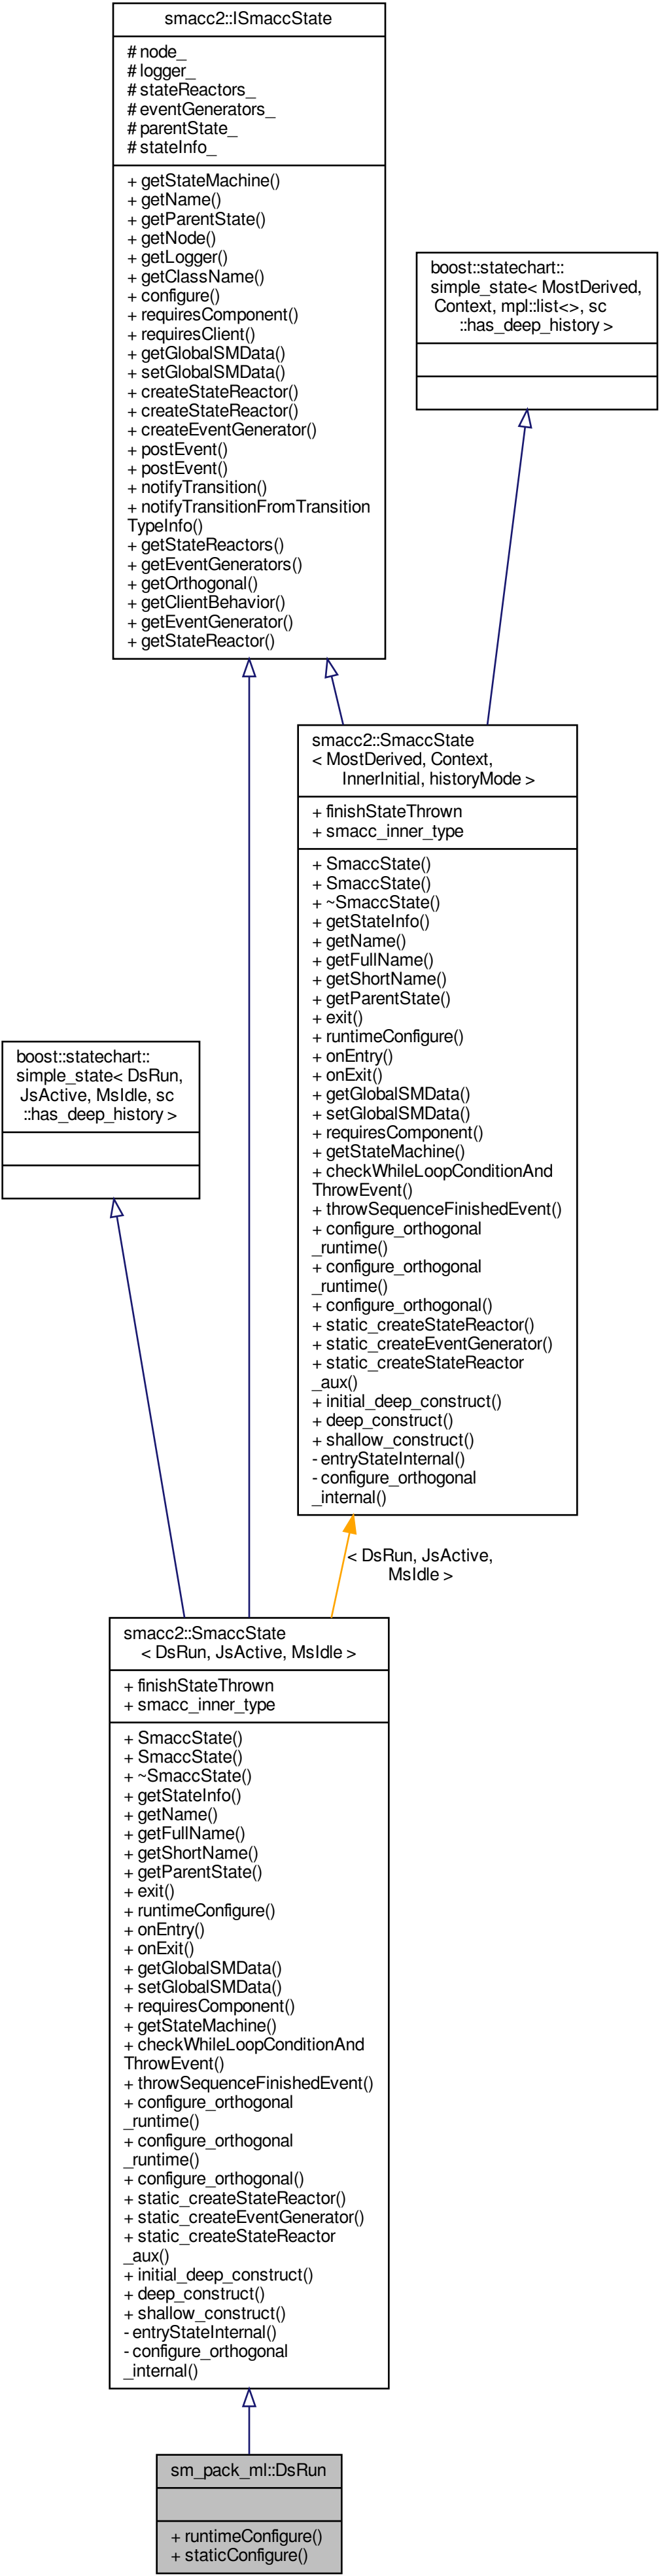 smacc2::ISmaccState
# node_
# logger_
# stateReactors_
# eventGenerators_
# parentState_
# stateInfo_
+ getStateMachine()
+ getName()
+ getParentState()
+ getNode()
+ getLogger()
+ getClassName()
+ configure()
+ requiresComponent()
+ requiresClient()
+ getGlobalSMData()
+ setGlobalSMData()
+ createStateReactor()
+ createStateReactor()
+ createEventGenerator()
+ postEvent()
+ postEvent()
+ notifyTransition()
+ notifyTransitionFromTransition
TypeInfo()
+ getStateReactors()
+ getEventGenerators()
+ getOrthogonal()
+ getClientBehavior()
+ getEventGenerator()
+ getStateReactor()
boost::statechart::
simple_state< MostDerived,
Context, mpl::list<>, sc
::has_deep_history >
smacc2::SmaccState
< MostDerived, Context,
InnerInitial, historyMode >
+ finishStateThrown
+ smacc_inner_type
+ SmaccState()
+ SmaccState()
+ ~SmaccState()
+ getStateInfo()
+ getName()
+ getFullName()
+ getShortName()
+ getParentState()
+ exit()
+ runtimeConfigure()
+ onEntry()
+ onExit()
+ getGlobalSMData()
+ setGlobalSMData()
+ requiresComponent()
+ getStateMachine()
+ checkWhileLoopConditionAnd
ThrowEvent()
+ throwSequenceFinishedEvent()
+ configure_orthogonal
_runtime()
+ configure_orthogonal
_runtime()
+ configure_orthogonal()
+ static_createStateReactor()
+ static_createEventGenerator()
+ static_createStateReactor
_aux()
+ initial_deep_construct()
+ deep_construct()
+ shallow_construct()
- entryStateInternal()
- configure_orthogonal
_internal()
boost::statechart::
simple_state< DsRun,
JsActive, MsIdle, sc
::has_deep_history >
< DsRun, JsActive,
MsIdle >
smacc2::SmaccState
< DsRun, JsActive, MsIdle >
+ finishStateThrown
+ smacc_inner_type
+ SmaccState()
+ SmaccState()
+ ~SmaccState()
+ getStateInfo()
+ getName()
+ getFullName()
+ getShortName()
+ getParentState()
+ exit()
+ runtimeConfigure()
+ onEntry()
+ onExit()
+ getGlobalSMData()
+ setGlobalSMData()
+ requiresComponent()
+ getStateMachine()
+ checkWhileLoopConditionAnd
ThrowEvent()
+ throwSequenceFinishedEvent()
+ configure_orthogonal
_runtime()
+ configure_orthogonal
_runtime()
+ configure_orthogonal()
+ static_createStateReactor()
+ static_createEventGenerator()
+ static_createStateReactor
_aux()
+ initial_deep_construct()
+ deep_construct()
+ shallow_construct()
- entryStateInternal()
- configure_orthogonal
_internal()
sm_pack_ml::DsRun
+ runtimeConfigure()
+ staticConfigure()